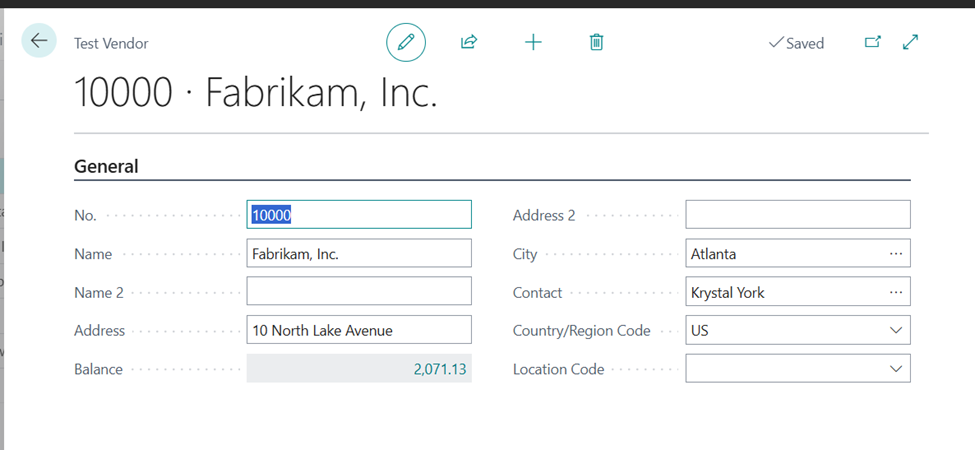 Test Vendor
Saved
10000 · Fabrikam, Inc.
General
No. 10000
Name Fabrikam, Inc.
Name 2
Address 10 North Lake Avenue
Balance 2,071.13
Address 2
City Atlanta
Contact Krystal York
Country/Region Code US
Location Code